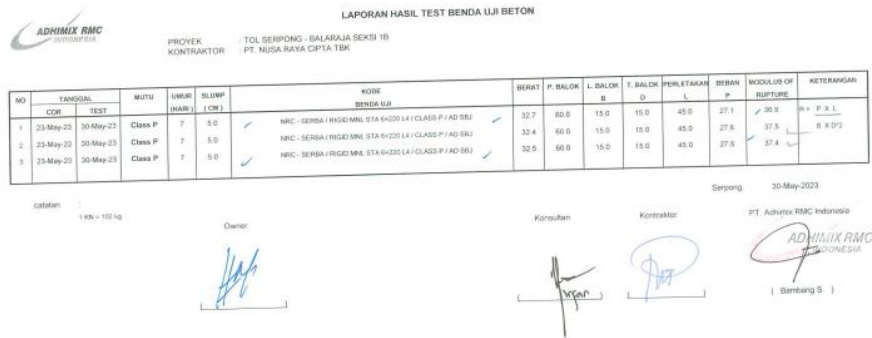 LAPORAN HASIL TEST BENDA UJI BETON
ADHIMIX RMC
INDONESIA
PROYEK : TOL SERPONG - BALARAJA SEKSI 1B
KONTRAKTOR : PT. NUSA RAYA CIPTA TBK
NO TANGGAL MUTU UMUR SLUMP KODE BERAT P. BALOK L. BALOK T. BALOK PERLETAKAN BEBAN MODULUS OF KETERANGAN
COR TEST (HARI) (CM.) BENDA UJI B D L P RUPTURE
1 23-May-23 30-May-23 Class P 7 5.0 NRC - SERBA / RIGID MNL STA 6+220 L4 / CLASS P / AD SBJ 32.7 60.0 15.0 15.0 45.0 27.1 36.9 R = P X L
2 23-May-23 30-May-23 Class P 7 5.0 NRC - SERBA / RIGID MNL STA 6+220 L4 / CLASS P / AD SBJ 32.4 60.0 15.0 15.0 45.0 27.6 37.5 B X D^2
3 23-May-23 30-May-23 Class P 7 5.0 NRC - SERBA / RIGID MNL STA 6+220 L4 / CLASS P / AD SBJ 32.5 60.0 15.0 15.0 45.0 27.5 37.4
Serpong, 30-May-2023
catatan :
1 KN = 102 kg
Owner Konsultan Kontraktor PT. Adhimix RMC Indonesia
ADHIMIX RMC
INDONESIA
( Bambang S. )